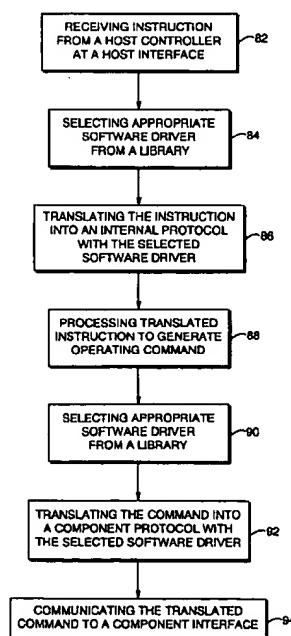 RECEIVING INSTRUCTION
FROM A HOST CONTROLLER
AT A HOST INTERFACE
82
SELECTING APPROPRIATE
SOFTWARE DRIVER
FROM A LIBRARY
84
TRANSLATING THE INSTRUCTION
INTO AN INTERNAL PROTOCOL
WITH THE SELECTED
SOFTWARE DRIVER
86
PROCESSING TRANSLATED
INSTRUCTION TO GENERATE
OPERATING COMMAND
88
SELECTING APPROPRIATE
SOFTWARE DRIVER
FROM A LIBRARY
90
TRANSLATING THE COMMAND INTO
A COMPONENT PROTOCOL WITH
THE SELECTED SOFTWARE DRIVER
92
COMMUNICATING THE TRANSLATED
COMMAND TO A COMPONENT INTERFACE
94